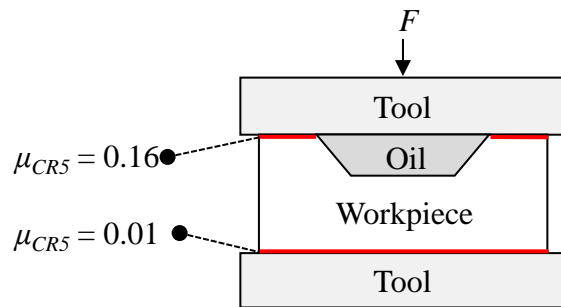 F
Tool
μCR5 = 0.16
Oil
Workpiece
μCR5 = 0.01
Tool